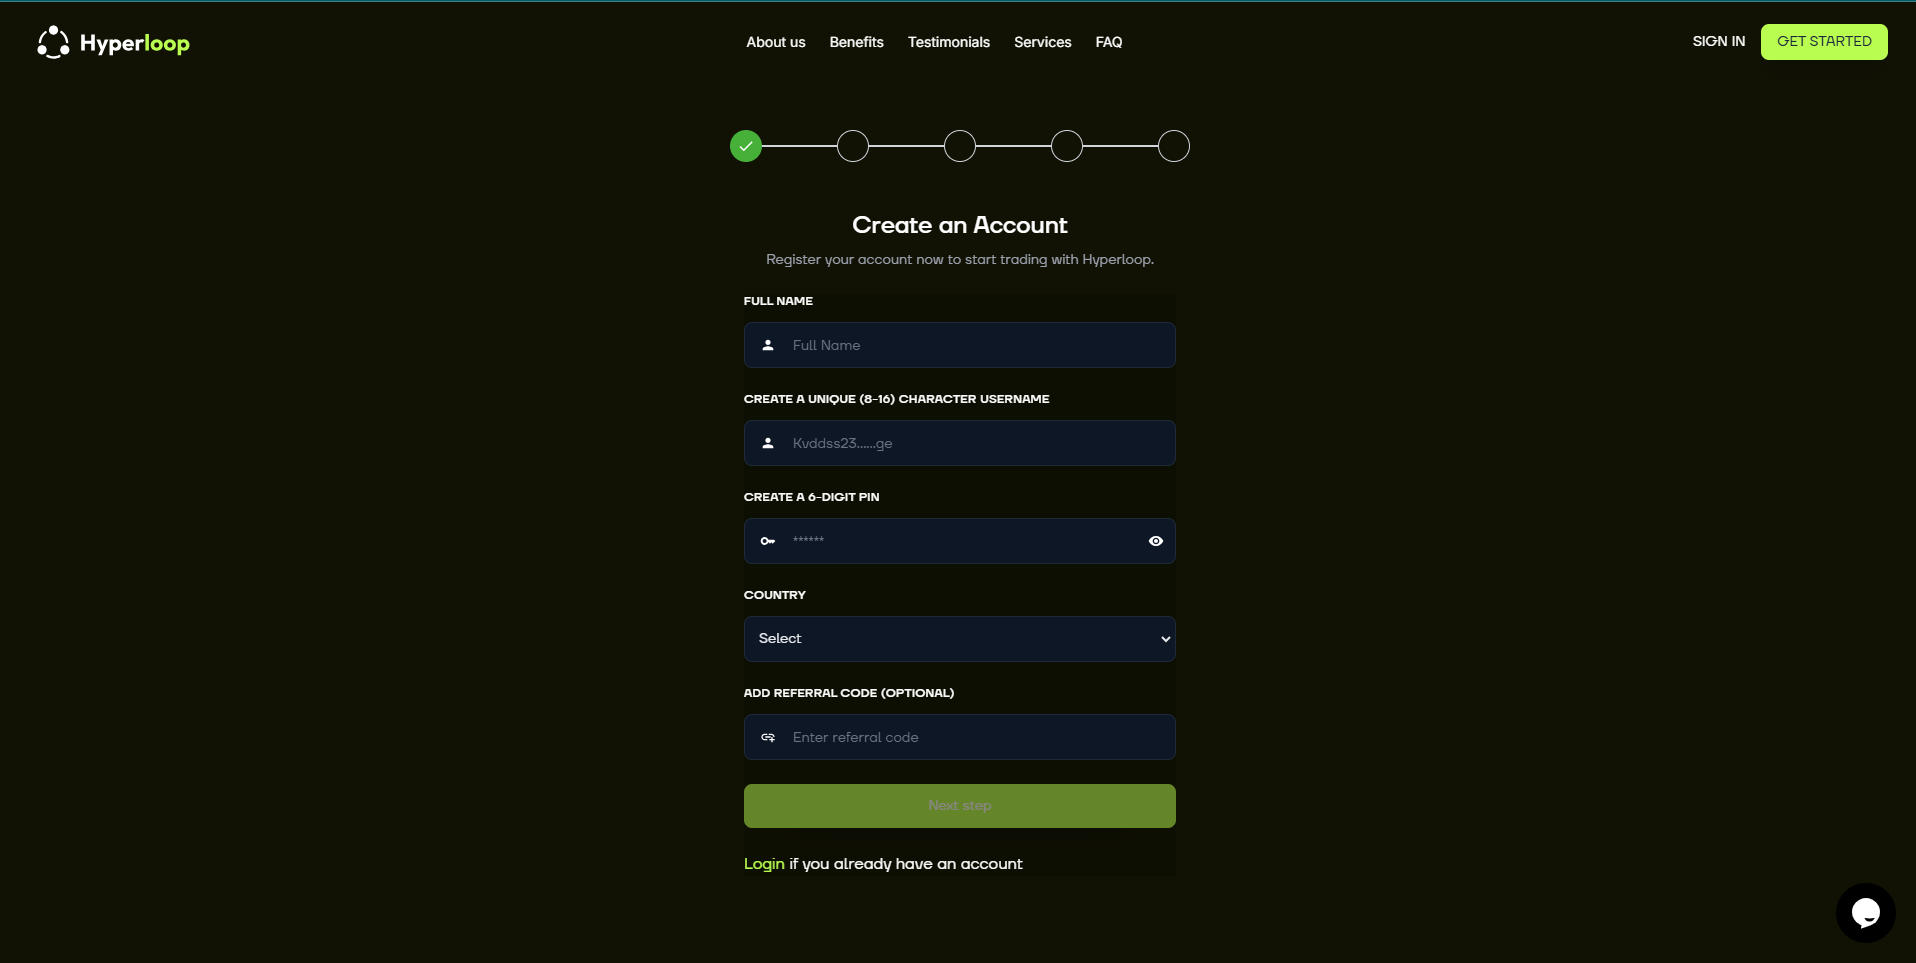 Hyperloop
About us Benefits Testimonials Services FAQ
SIGN IN GET STARTED
Create an Account
Register your account now to start trading with Hyperloop.
FULL NAME
Full Name
CREATE A UNIQUE (8-16) CHARACTER USERNAME
Kvddss23......ge
CREATE A 6-DIGIT PIN
******
COUNTRY
Select
ADD REFERRAL CODE (OPTIONAL)
Enter referral code
Next step
Login if you already have an account